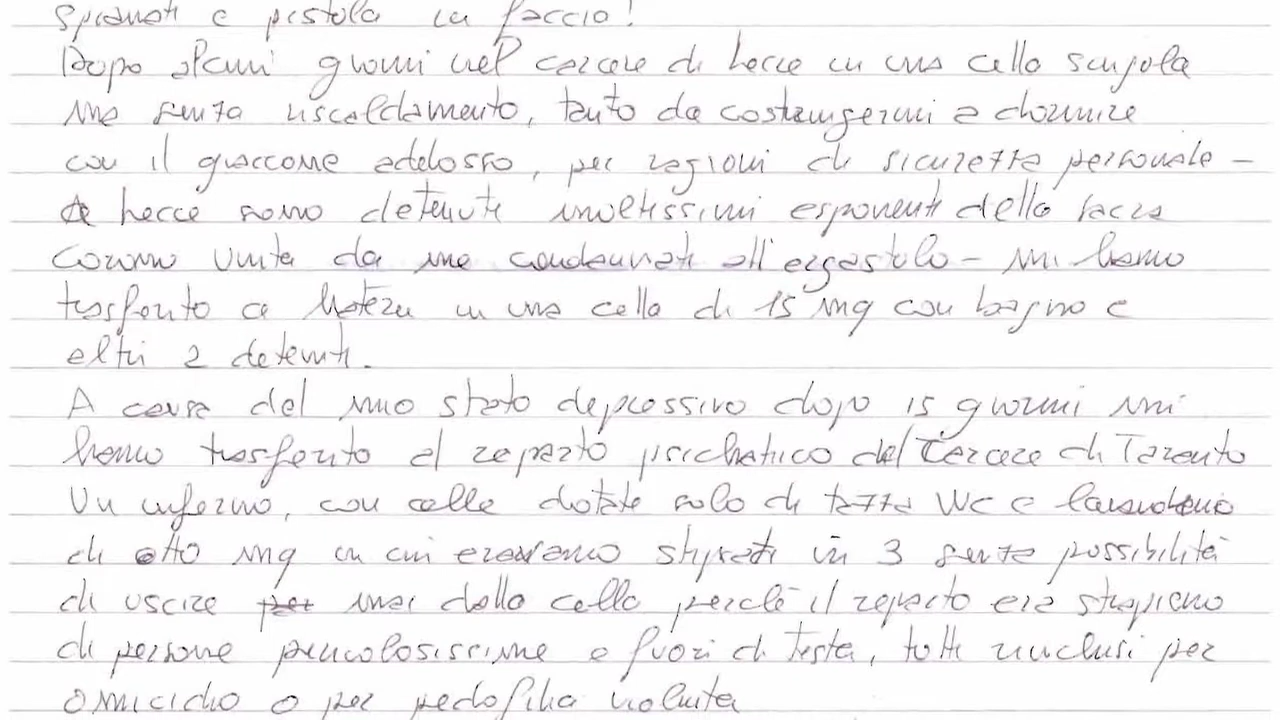 spianati e pistola in faccia!
Dopo alcuni giorni nel carcere di Lecce in una cella singola
ma senza riscaldamento, tanto da costringermi a dormire
con il giaccone addosso, per ragioni di sicurezza personale -
A Lecce sono detenuti moltissimi esponenti della Sacra
Corona Unita da me condannati all'ergastolo - mi hanno
trasferito a Matera in una cella di 15 mq con bagno e
altri 2 detenuti.
A causa del mio stato depressivo dopo 15 giorni mi
hanno trasferito al reparto psichiatrico del Carcere di Taranto
Un inferno, con celle dotate solo di tazza WC e lavandino
di otto mq in cui eravamo stipati in 3 senza possibilità
di uscire mai dalla cella perché il reparto era strapieno
di persone pericolosissime e fuori di testa, tutti rinchiusi per
omicidio o per pedofilia violenta